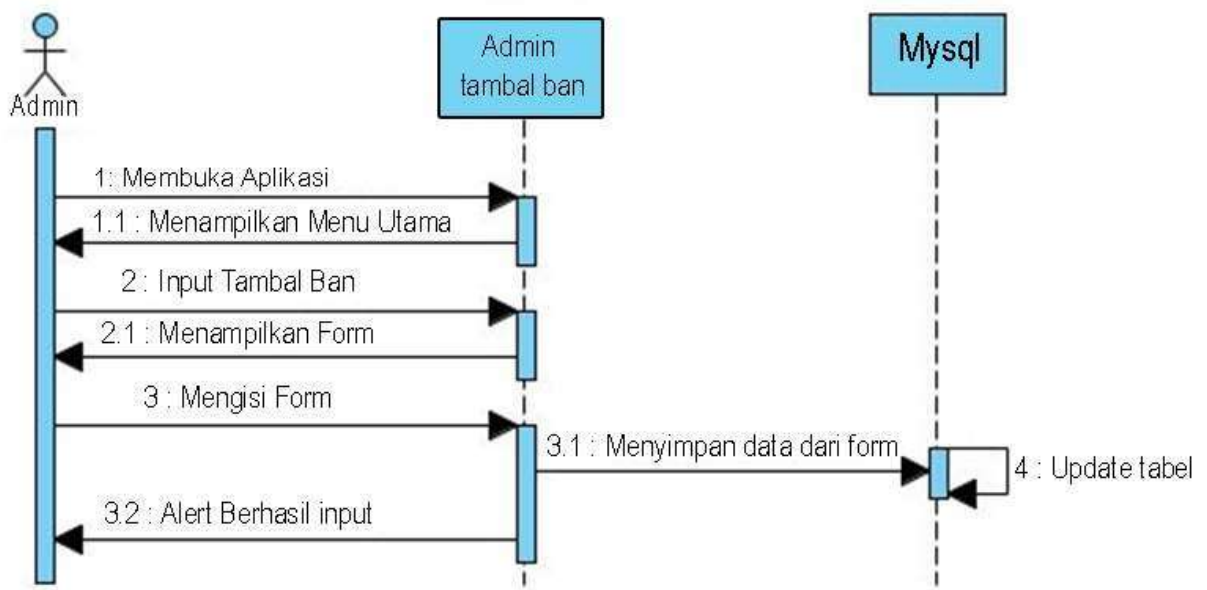 Admin
Admin
tambal ban
Mysql
1: Membuka Aplikasi
1.1 : Menampilkan Menu Utama
2 : Input Tambal Ban
2.1 : Menampilkan Form
3 : Mengisi Form
3.1 : Menyimpan data dari form
4 : Update tabel
3.2 : Alert Berhasil input